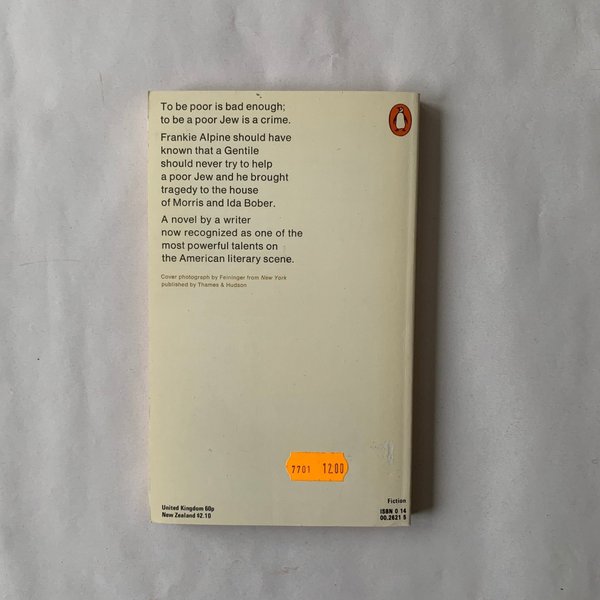 To be poor is bad enough;
to be a poor Jew is a crime.
Frankie Alpine should have
known that a Gentile
should never try to help
a poor Jew and he brought
tragedy to the house
of Morris and Ida Bober.
A novel by a writer
now recognized as one of the
most powerful talents on
the American literary scene.
Cover photograph by Feininger from New York
published by Thames & Hudson
7701 12.00
United Kingdom 60p
New Zealand $2.10
Fiction
ISBN 0 14
00.2621 5